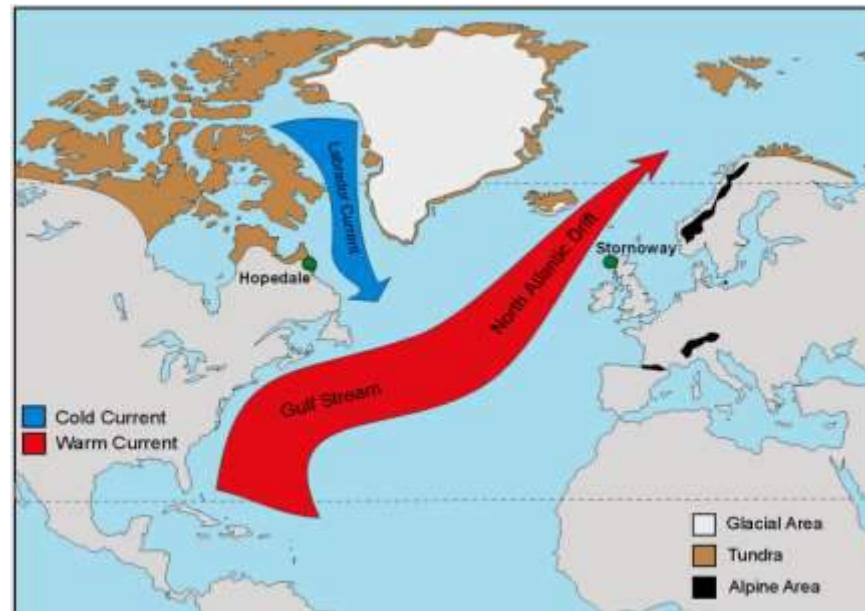 Labrador Current
Hopedale
Stornoway
North Atlantic Drift
Gulf Stream
Cold Current
Warm Current
Glacial Area
Tundra
Alpine Area